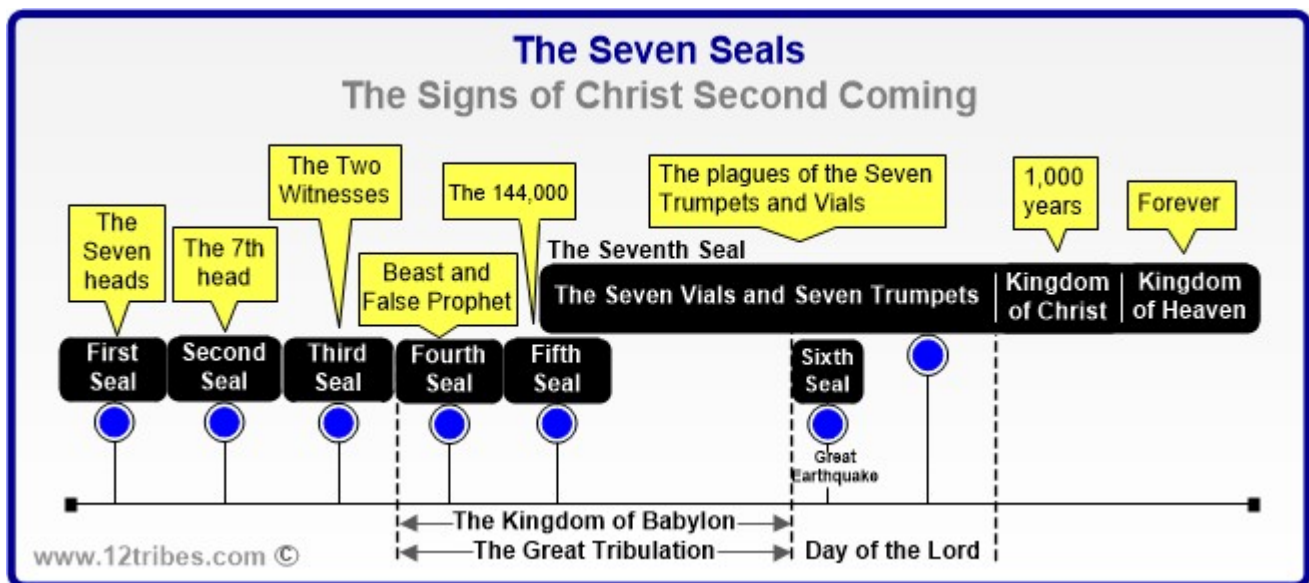 The Seven Seals
The Signs of Christ Second Coming
The
Seven
heads
The 7th
head
The Two
Witnesses
Beast and
False Prophet
The 144,000
The plagues of the Seven
Trumpets and Vials
1,000
years
Forever
The Seventh Seal
The Seven Vials and Seven Trumpets
Kingdom
of Christ
Kingdom
of Heaven
First
Seal
Second
Seal
Third
Seal
Fourth
Seal
Fifth
Seal
Sixth
Seal
Great
Earthquake
The Kingdom of Babylon
The Great Tribulation
Day of the Lord
www.12tribes.com ©